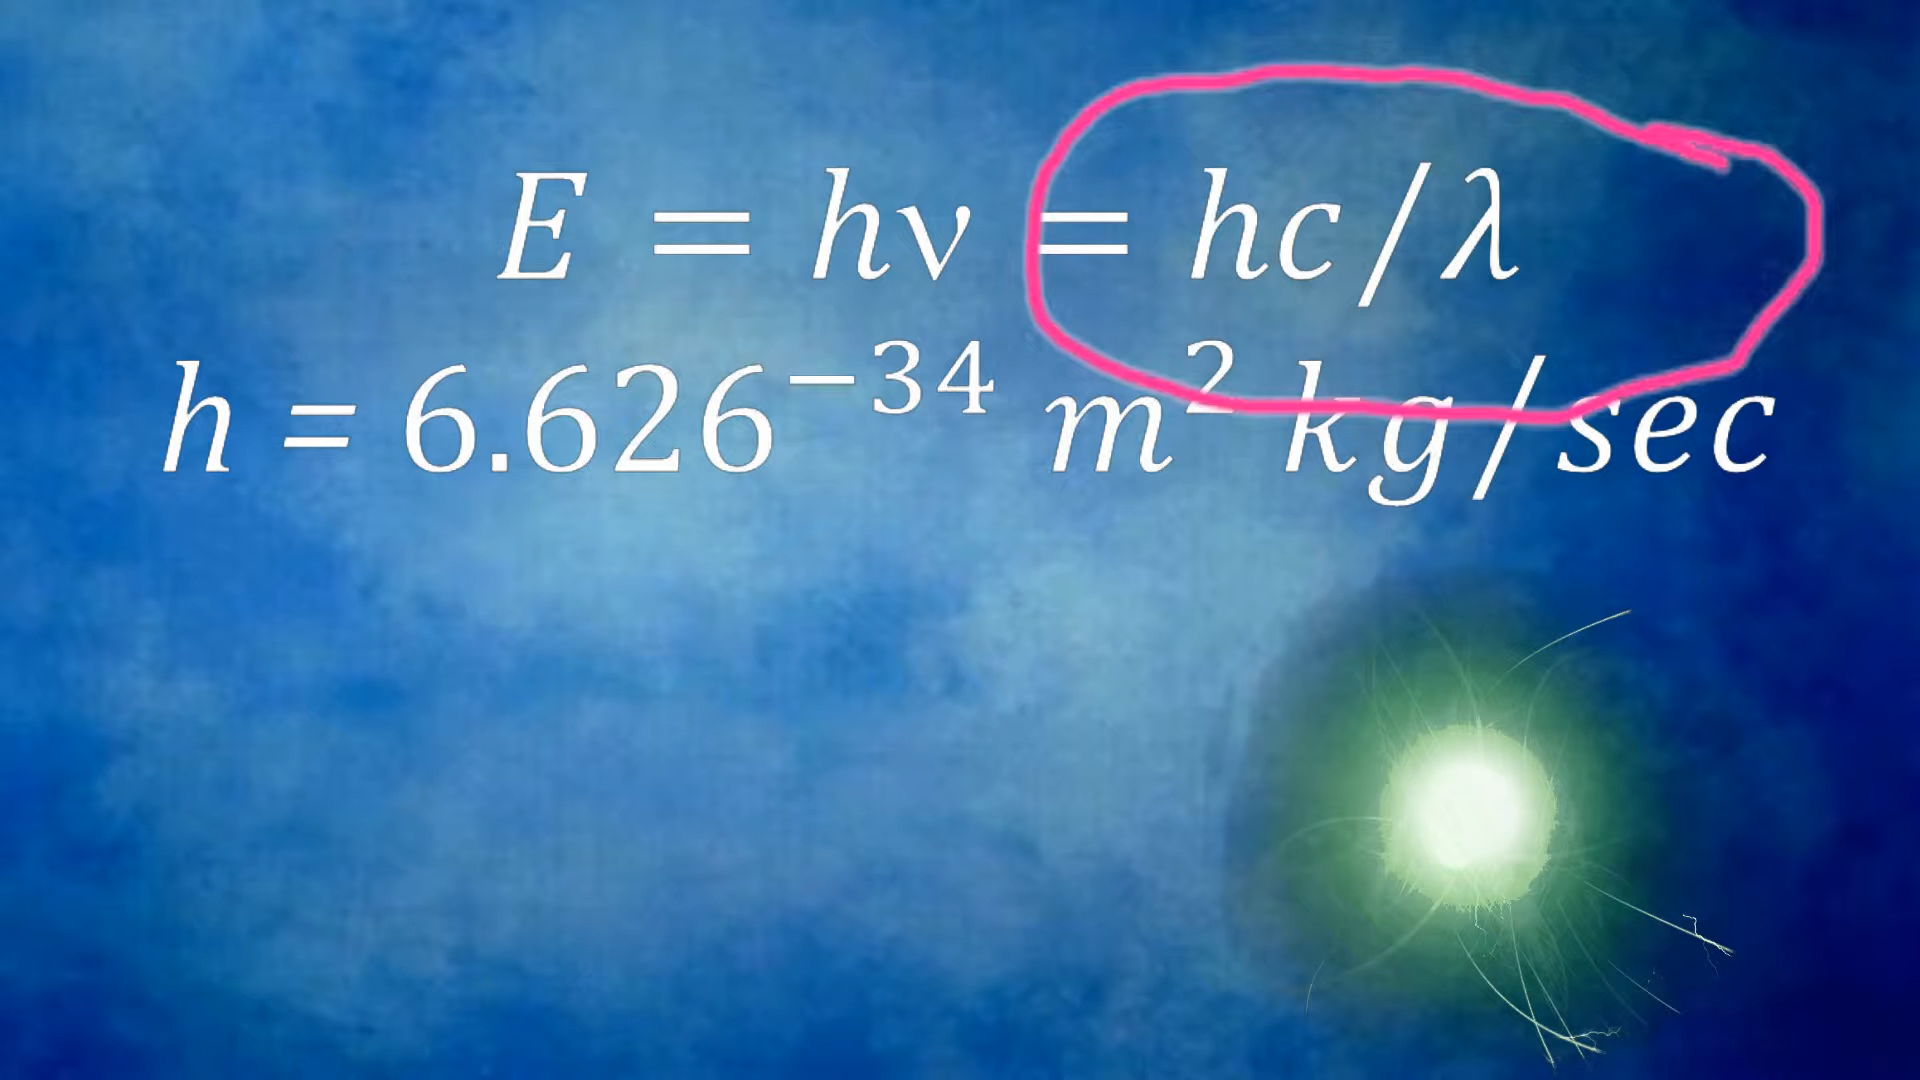 E = hν = hc/λ
h = 6.626⁻³⁴ m² kg/sec